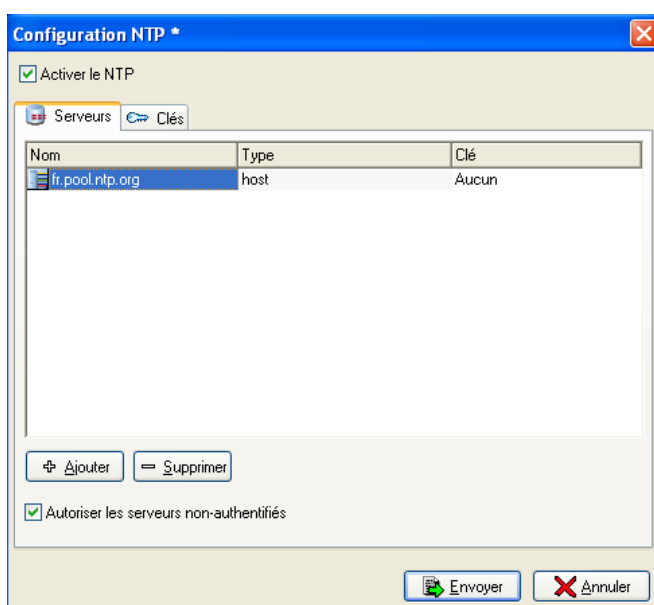 Configuration NTP *
Activer le NTP
Serveurs Clés
Nom Type Clé
fr.pool.ntp.org host Aucun
Ajouter Supprimer
Autoriser les serveurs non-authentifiés
Envoyer Annuler